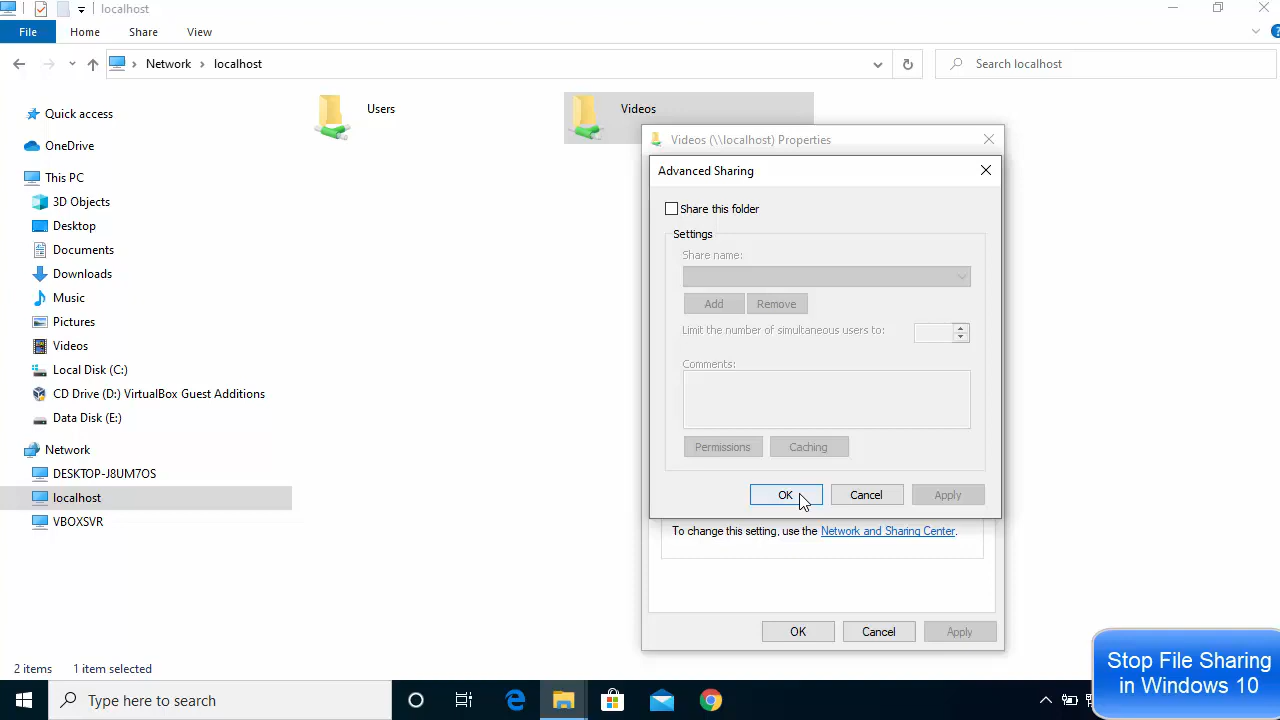 localhost
File
Home
Share
View
Network
localhost
Search localhost
Quick access
OneDrive
This PC
3D Objects
Desktop
Documents
Downloads
Music
Pictures
Videos
Local Disk (C:)
CD Drive (D:) VirtualBox Guest Additions
Data Disk (E:)
Network
DESKTOP-J8UM7OS
localhost
VBOXSVR
Users
Videos
Videos (\\localhost) Properties
Advanced Sharing
Share this folder
Settings
Share name:
Add
Remove
Limit the number of simultaneous users to:
Comments:
Permissions
Caching
OK
Cancel
Apply
To change this setting, use the Network and Sharing Center.
OK
Cancel
Apply
2 items
1 item selected
Type here to search
Stop File Sharing
in Windows 10